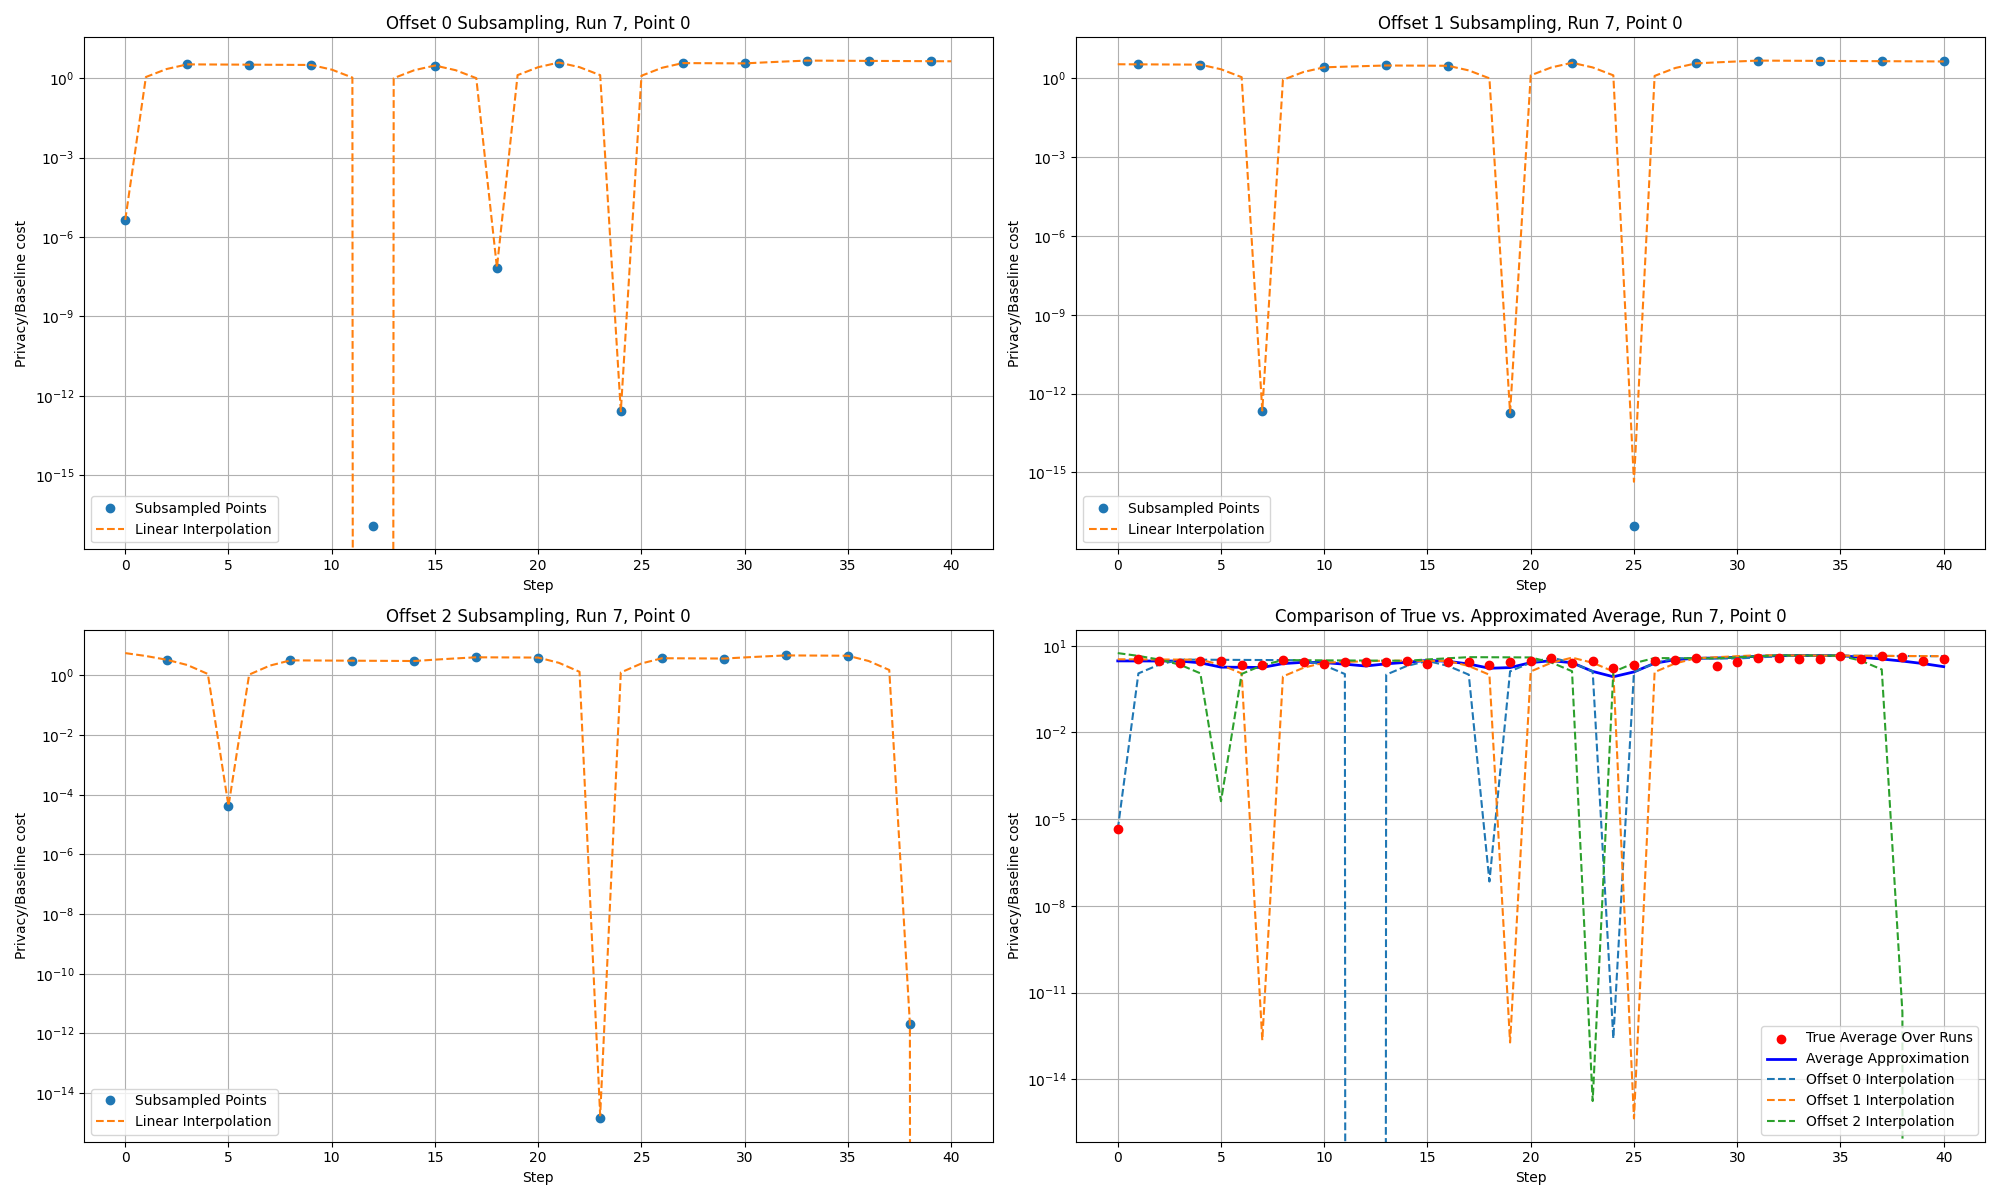 Offset 0 Subsampling, Run 7, Point 0
Privacy/Baseline cost
10^0
10^-3
10^-6
10^-9
10^-12
10^-15
Subsampled Points
Linear Interpolation
0 5 10 15 20 25 30 35 40
Step
Offset 1 Subsampling, Run 7, Point 0
Privacy/Baseline cost
10^0
10^-3
10^-6
10^-9
10^-12
10^-15
Subsampled Points
Linear Interpolation
0 5 10 15 20 25 30 35 40
Step
Offset 2 Subsampling, Run 7, Point 0
Privacy/Baseline cost
10^0
10^-2
10^-4
10^-6
10^-8
10^-10
10^-12
10^-14
Subsampled Points
Linear Interpolation
0 5 10 15 20 25 30 35 40
Step
Comparison of True vs. Approximated Average, Run 7, Point 0
Privacy/Baseline cost
10^1
10^-2
10^-5
10^-8
10^-11
10^-14
True Average Over Runs
Average Approximation
Offset 0 Interpolation
Offset 1 Interpolation
Offset 2 Interpolation
0 5 10 15 20 25 30 35 40
Step